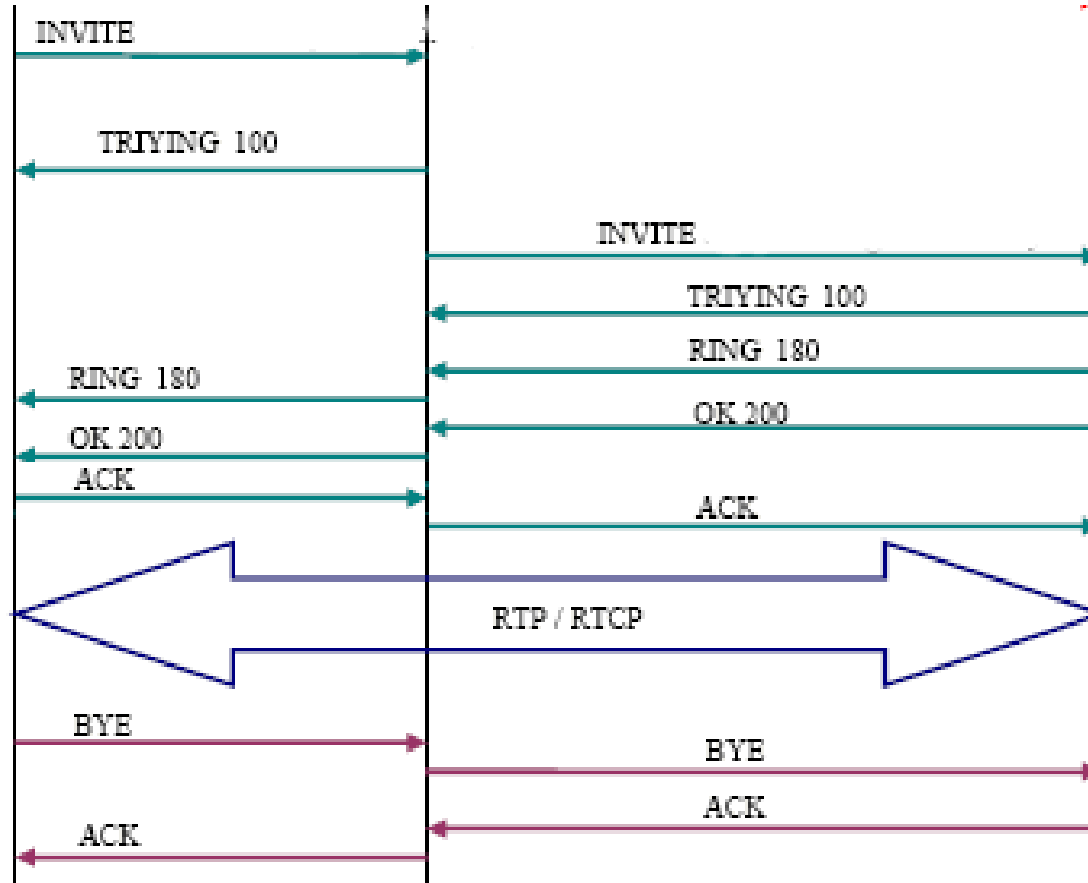 INVITE
TRIYING 100
INVITE
TRIYING 100
RING 180
RING 180
OK 200
OK 200
ACK
ACK
RTP / RTCP
BYE
BYE
ACK
ACK